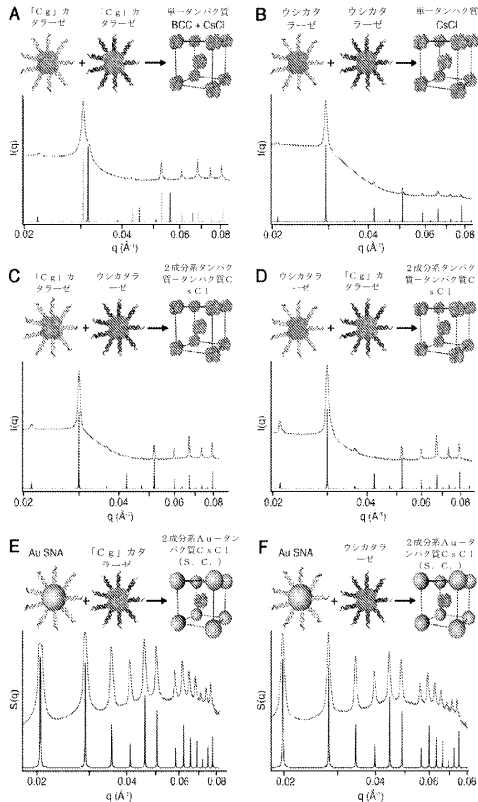 A
「Cg」カ
タラーゼ
「Cg」カ
タラーゼ
単一タンパク質
BCC + CsCl
I(q)
0.02 0.04 0.06 0.08
q (Å⁻¹)
B
ウシカタ
ラーゼ
ウシカタ
ラーゼ
単一タンパク質
CsCl
I(q)
0.02 0.04 0.06 0.08
q (Å⁻¹)
C
「Cg」カ
タラーゼ
ウシカタラ
ーゼ
2成分系タンパク
質-タンパク質C
sCl
I(q)
0.02 0.04 0.06 0.08
q (Å⁻¹)
D
ウシカタラ
ーゼ
「Cg」カ
タラーゼ
2成分系タンパク
質-タンパク質C
sCl
I(q)
0.02 0.04 0.06 0.08
q (Å⁻¹)
E
Au SNA
「Cg」カタ
ラーゼ
2成分系Au-タン
パク質CsCl
(S.C.)
S(q)
0.02 0.04 0.06 0.08
q (Å⁻¹)
F
Au SNA
ウシカタラ
ーゼ
2成分系Au-タン
パク質CsCl
(S.C.)
S(q)
0.02 0.04 0.06 0.08
q (Å⁻¹)